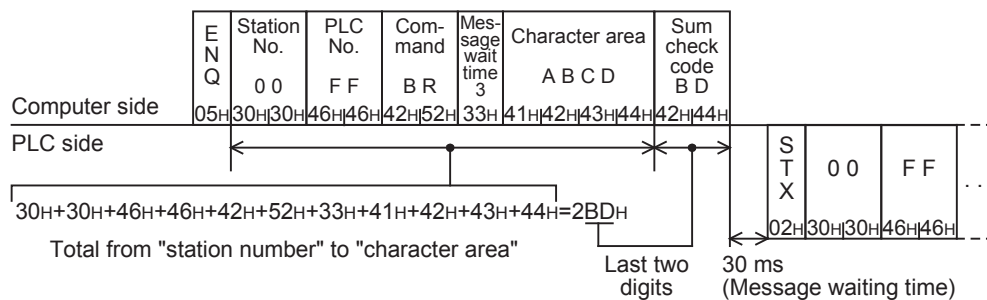 E N Q
Station No.
0 0
PLC No.
F F
Com-
mand
B R
Mes-
sage
wait
time
3
Character area
A B C D
Sum
check
code
B D
Computer side
05H 30H 30H 46H 46H 42H 52H 33H 41H 42H 43H 44H 42H 44H
PLC side
S T X
0 0
F F
. .
02H 30H 30H 46H 46H
30H+30H+46H+46H+42H+52H+33H+41H+42H+43H+44H=2BDH
Total from "station number" to "character area"
Last two
digits
30 ms
(Message waiting time)